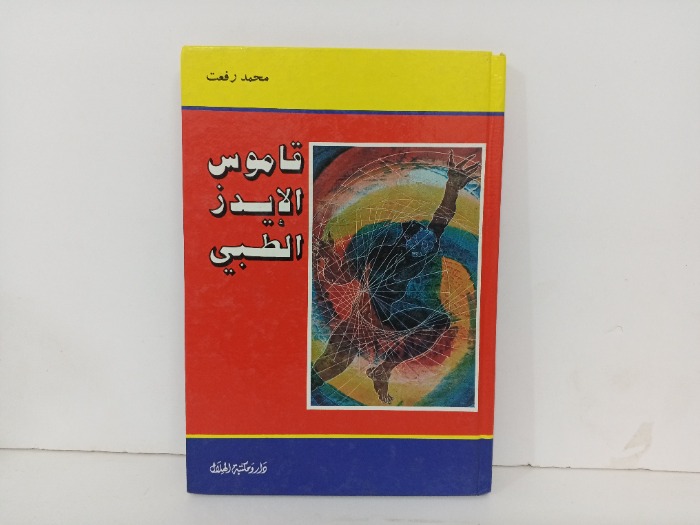 محمد رفعت
قاموس
الإيدز
الطبي
دار ومكتبة الهلال